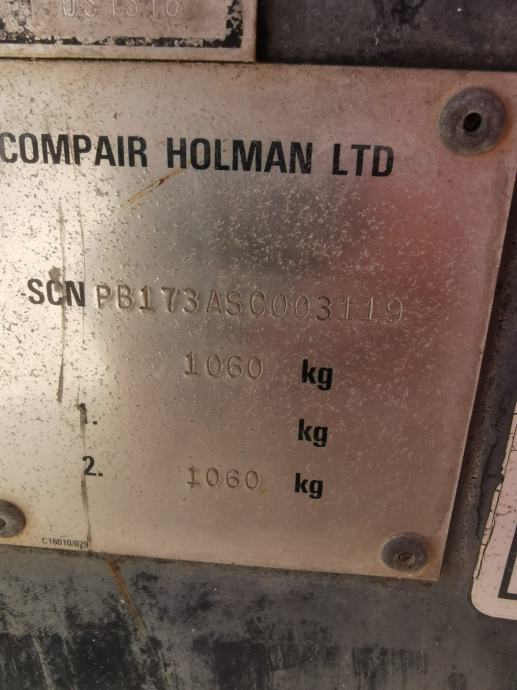 COMPAIR HOLMAN LTD
SCN PB173ASC003119
1060 kg
1. kg
2. 1060 kg
C16010/029